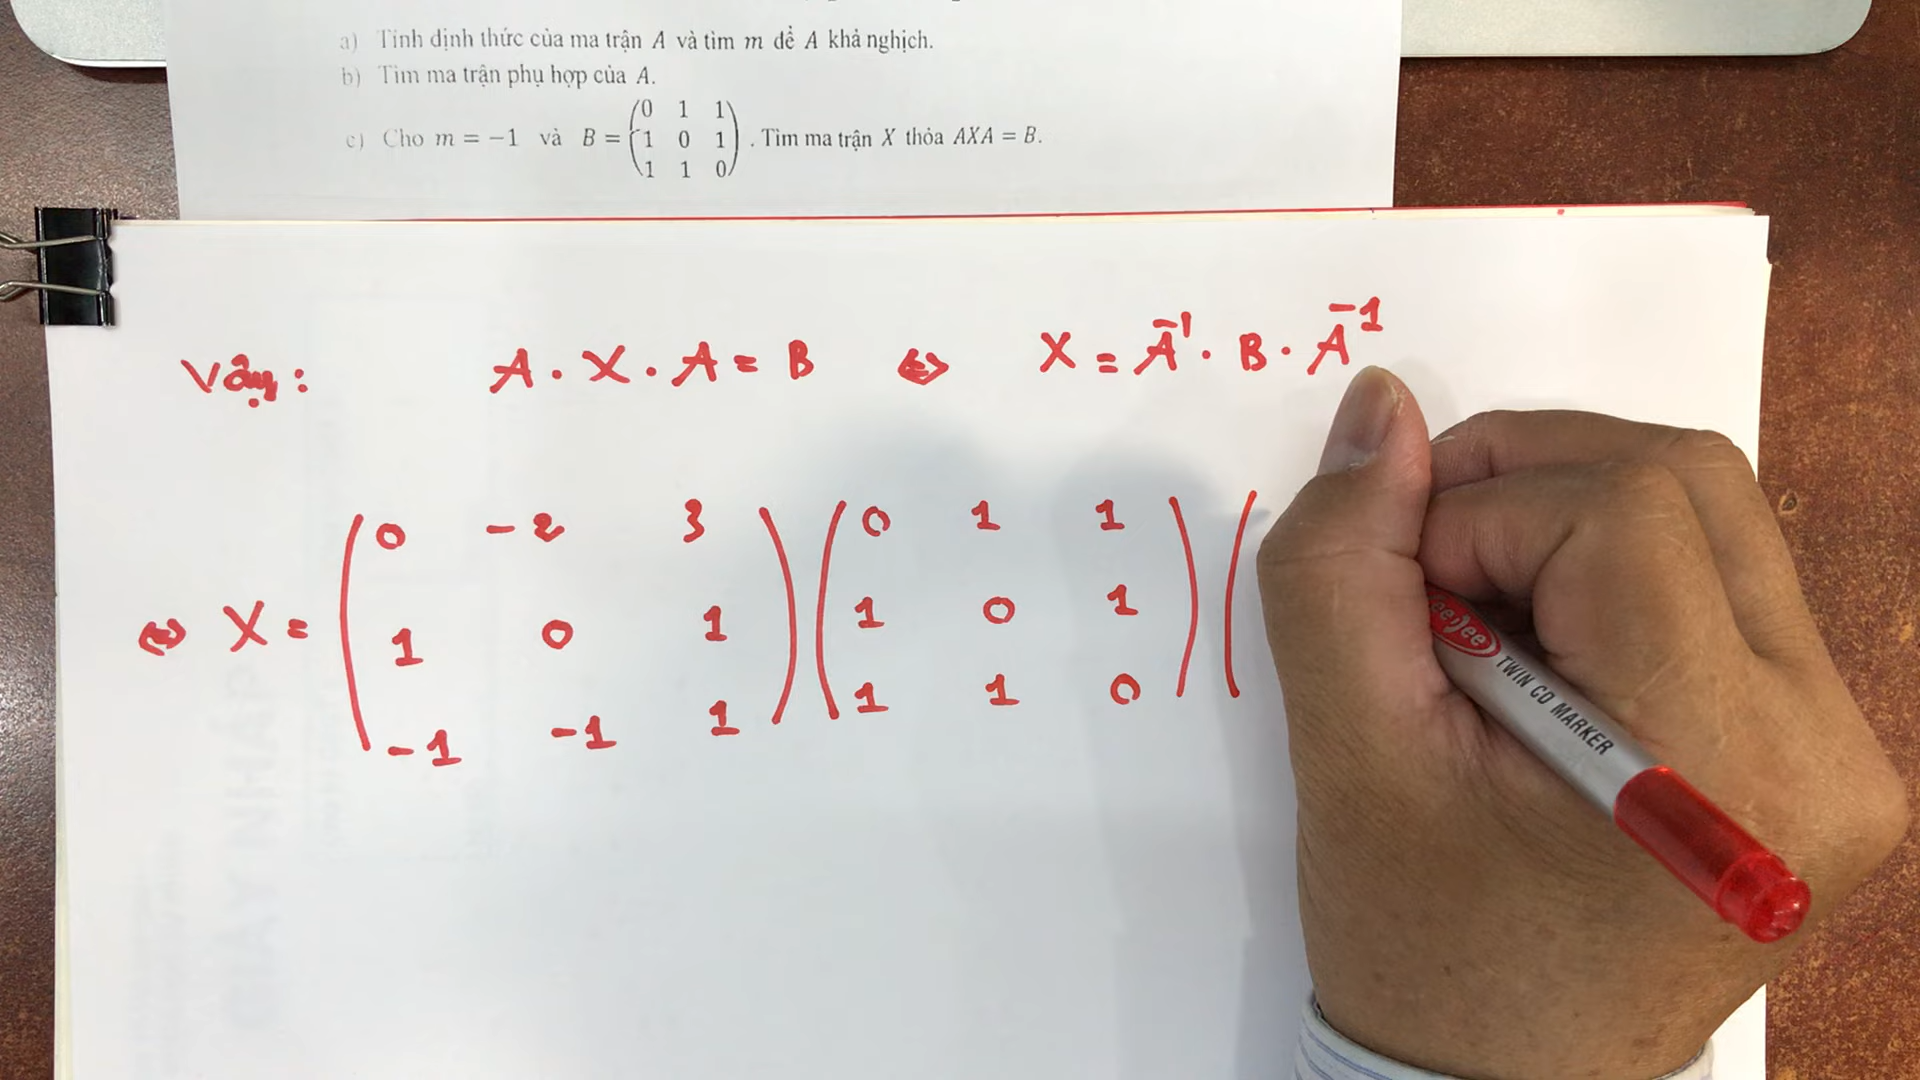 a) Tính định thức của ma trận A và tìm m để A khả nghịch.
b) Tìm ma trận phụ hợp của A.
c) Cho m = −1 và B = (0 1 1
1 0 1
1 1 0) . Tìm ma trận X thỏa AXA = B.
Vậy: A . X . A = B ⇔ X = A⁻¹ . B . A⁻¹
⇔ X = (0 -2 3
1 0 1
-1 -1 1) (0 1 1
1 0 1
1 1 0) (
TWIN CD MARKER
GIẤY NHÁP